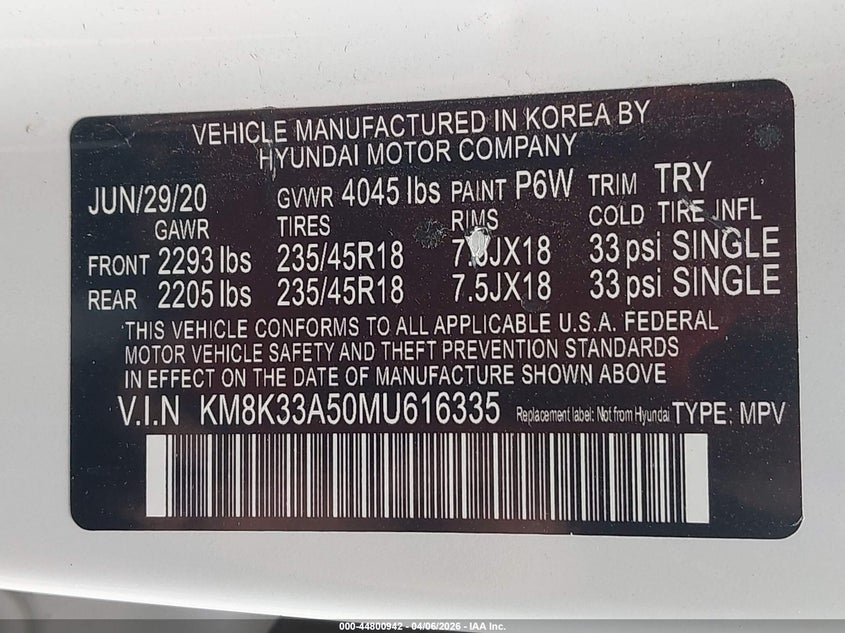 VEHICLE MANUFACTURED IN KOREA BY
HYUNDAI MOTOR COMPANY
JUN/29/20 GVWR 4045 lbs PAINT P6W TRIM TRY
GAWR TIRES RIMS COLD TIRE INFL
FRONT 2293 lbs 235/45R18 7.5JX18 33 psi SINGLE
REAR 2205 lbs 235/45R18 7.5JX18 33 psi SINGLE
THIS VEHICLE CONFORMS TO ALL APPLICABLE U.S.A. FEDERAL
MOTOR VEHICLE SAFETY AND THEFT PREVENTION STANDARDS
IN EFFECT ON THE DATE OF MANUFACTURE SHOWN ABOVE
V.I.N KM8K33A50MU616335 Replacement label: Not from Hyundai TYPE: MPV
000-44800942 - 04/06/2026 - IAA Inc.